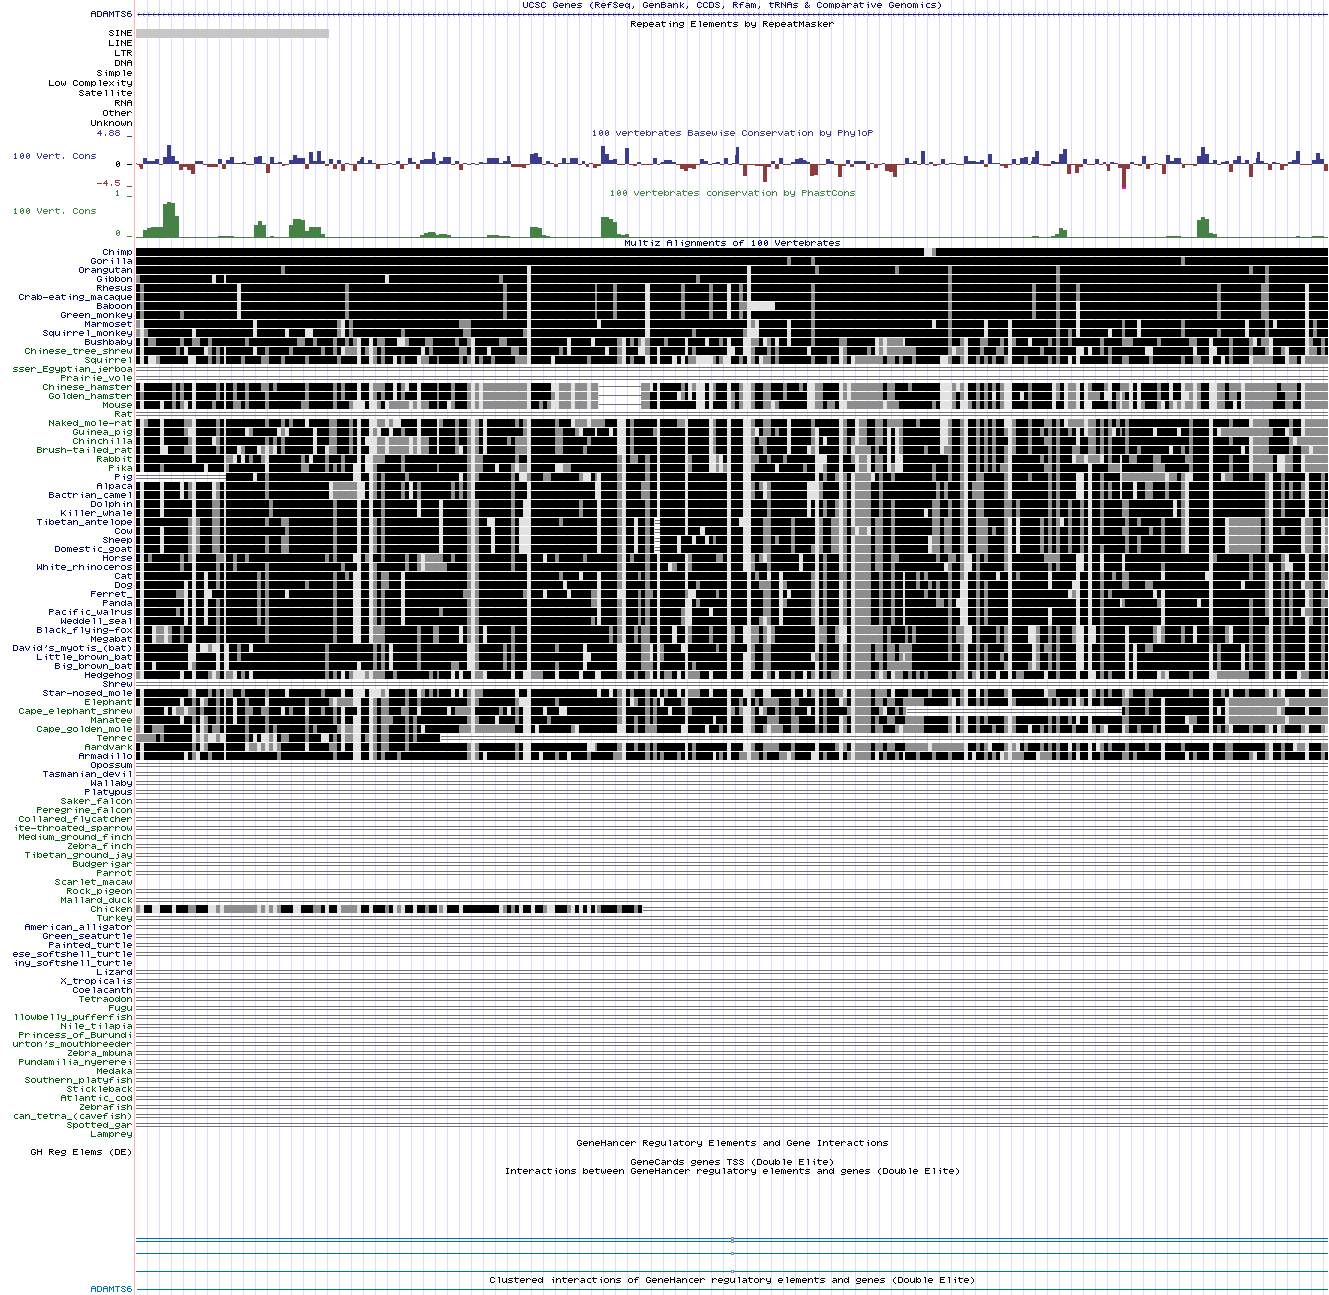 UCSC Genes (RefSeq, GenBank, CCDS, Rfam, tRNAs & Comparative Genomics)
ADAMTS6
Repeating Elements by RepeatMasker
SINE
LINE
LTR
DNA
Simple
Low Complexity
Satellite
RNA
Other
Unknown
4.88 _
100 vertebrates Basewise Conservation by PhyloP
100 Vert. Cons
0 _
-4.5 _
100 vertebrates conservation by PhastCons
1 _
100 Vert. Cons
0 _
Multiz Alignments of 100 Vertebrates
Chimp
Gorilla
Orangutan
Gibbon
Rhesus
Crab-eating_macaque
Baboon
Green_monkey
Marmoset
Squirrel_monkey
Bushbaby
Chinese_tree_shrew
Squirrel
sser_Egyptian_jerboa
Prairie_vole
Chinese_hamster
Golden_hamster
Mouse
Rat
Naked_mole-rat
Guinea_pig
Chinchilla
Brush-tailed_rat
Rabbit
Pika
Pig
Alpaca
Bactrian_camel
Dolphin
Killer_whale
Tibetan_antelope
Cow
Sheep
Domestic_goat
Horse
White_rhinoceros
Cat
Dog
Ferret_
Panda
Pacific_walrus
Weddell_seal
Black_flying-fox
Megabat
David's_myotis_(bat)
Little_brown_bat
Big_brown_bat
Hedgehog
Shrew
Star-nosed_mole
Elephant
Cape_elephant_shrew
Manatee
Cape_golden_mole
Tenrec
Aardvark
Armadillo
Opossum
Tasmanian_devil
Wallaby
Platypus
Saker_falcon
Peregrine_falcon
Collared_flycatcher
ite-throated_sparrow
Medium_ground_finch
Zebra_finch
Tibetan_ground_jay
Budgerigar
Parrot
Scarlet_macaw
Rock_pigeon
Mallard_duck
Chicken
Turkey
American_alligator
Green_seaturtle
Painted_turtle
ese_softshell_turtle
iny_softshell_turtle
Lizard
X_tropicalis
Coelacanth
Tetraodon
Fugu
llowbelly_pufferfish
Nile_tilapia
Princess_of_Burundi
urton's_mouthbreeder
Zebra_mbuna
Pundamilia_nyererei
Medaka
Southern_platyfish
Stickleback
Atlantic_cod
Zebrafish
can_tetra_(cavefish)
Spotted_gar
Lamprey
GeneHancer Regulatory Elements and Gene Interactions
GH Reg Elems (DE)
GeneCards genes TSS (Double Elite)
Interactions between GeneHancer regulatory elements and genes (Double Elite)
Clustered interactions of GeneHancer regulatory elements and genes (Double Elite)
ADAMTS6